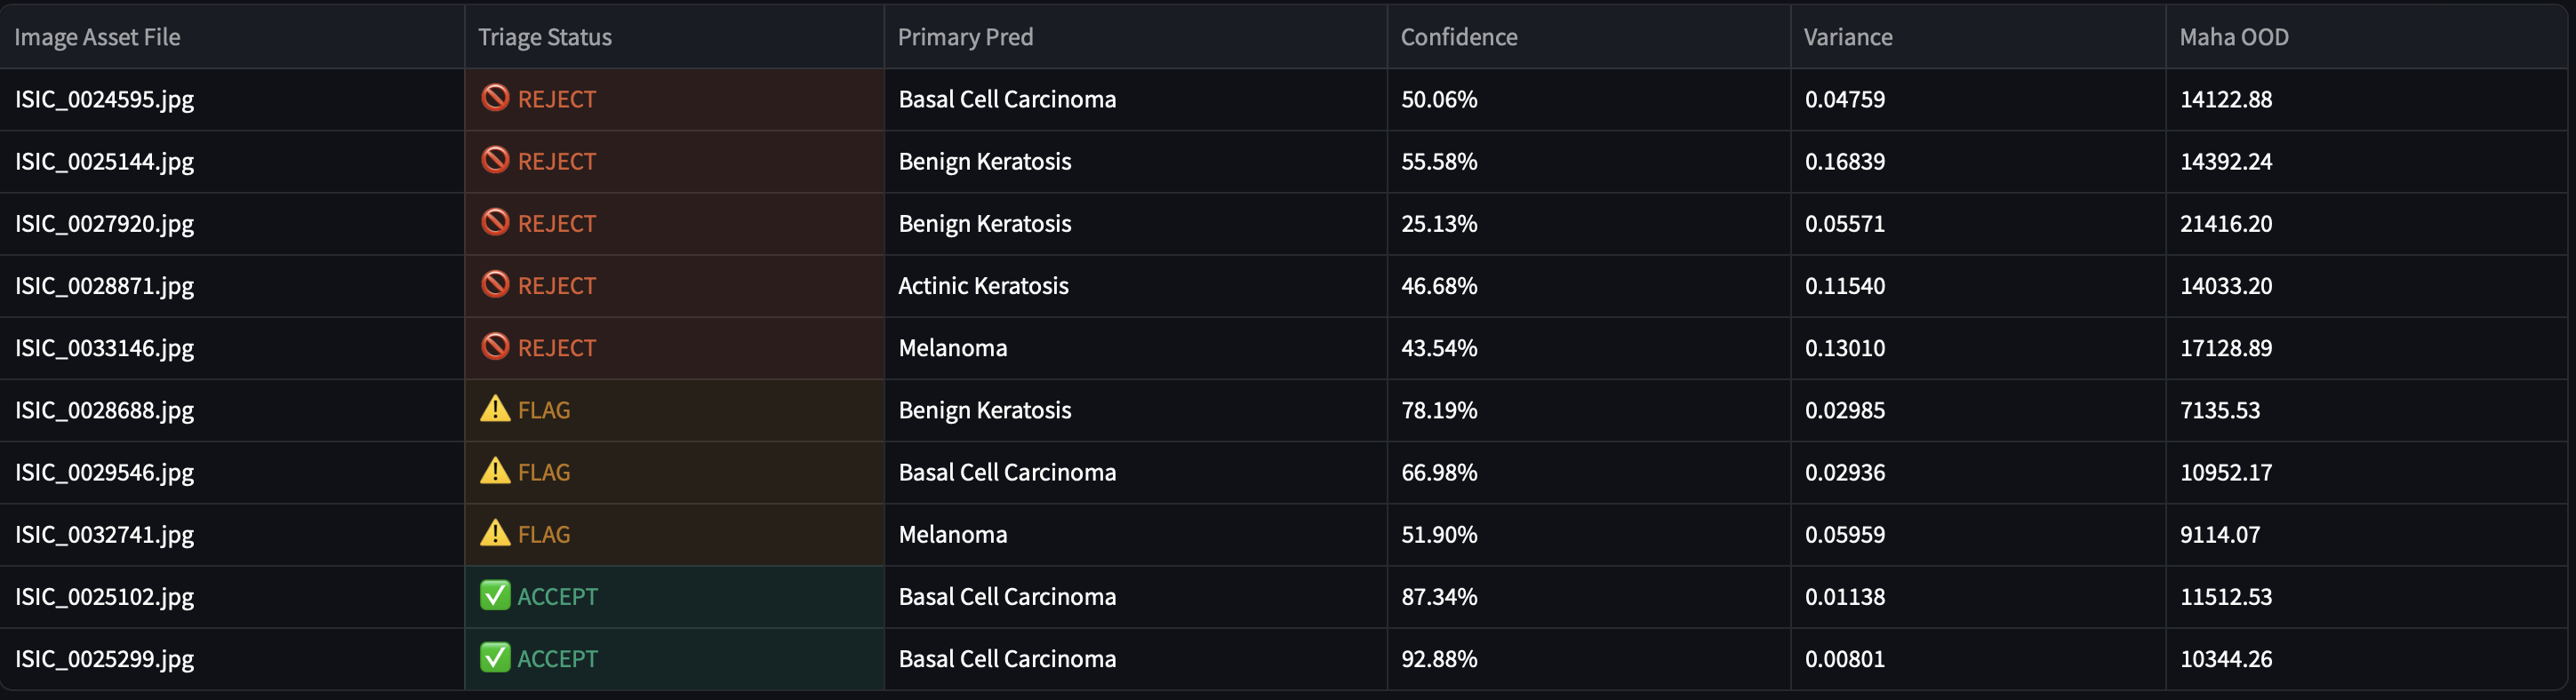 Image Asset File Triage Status Primary Pred Confidence Variance Maha OOD
ISIC_0024595.jpg 🚫 REJECT Basal Cell Carcinoma 50.06% 0.04759 14122.88
ISIC_0025144.jpg 🚫 REJECT Benign Keratosis 55.58% 0.16839 14392.24
ISIC_0027920.jpg 🚫 REJECT Benign Keratosis 25.13% 0.05571 21416.20
ISIC_0028871.jpg 🚫 REJECT Actinic Keratosis 46.68% 0.11540 14033.20
ISIC_0033146.jpg 🚫 REJECT Melanoma 43.54% 0.13010 17128.89
ISIC_0028688.jpg ⚠️ FLAG Benign Keratosis 78.19% 0.02985 7135.53
ISIC_0029546.jpg ⚠️ FLAG Basal Cell Carcinoma 66.98% 0.02936 10952.17
ISIC_0032741.jpg ⚠️ FLAG Melanoma 51.90% 0.05959 9114.07
ISIC_0025102.jpg ✅ ACCEPT Basal Cell Carcinoma 87.34% 0.01138 11512.53
ISIC_0025299.jpg ✅ ACCEPT Basal Cell Carcinoma 92.88% 0.00801 10344.26